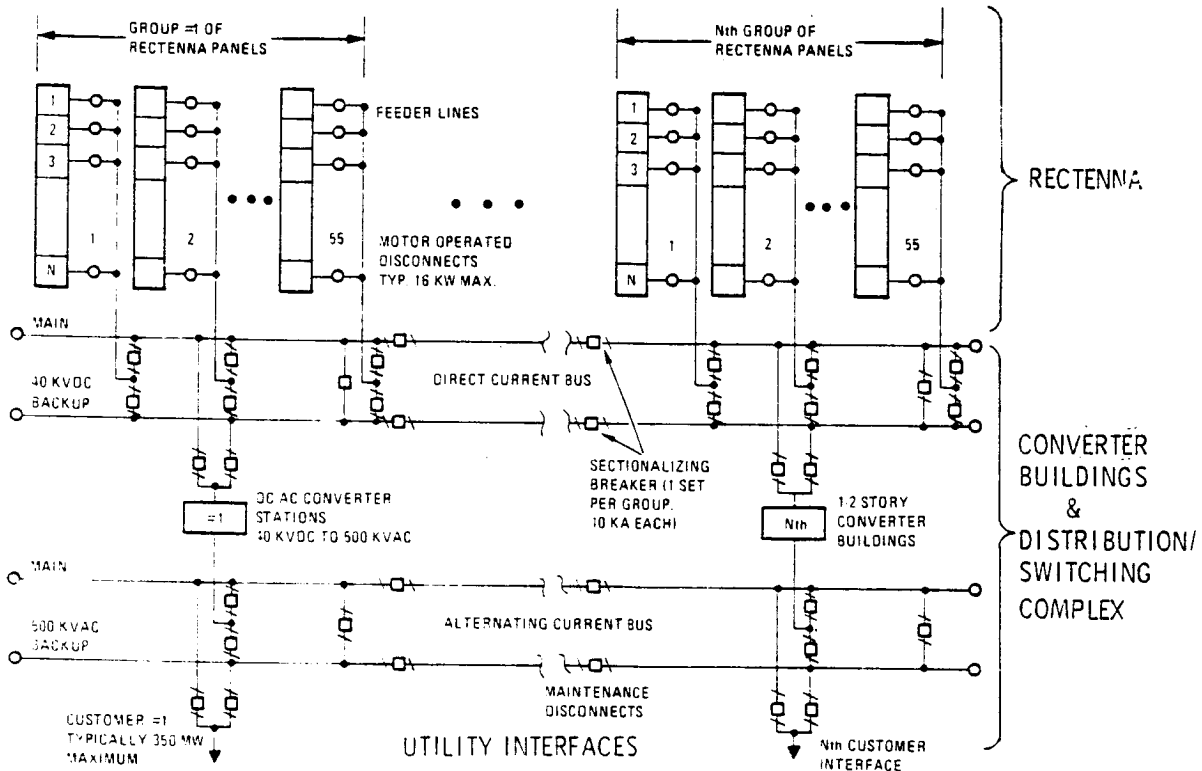 GROUP =1 OF
RECTENNA PANELS
Nth GROUP OF
RECTENNA PANELS
1
2
3
N
1
2
55
FEEDER LINES
MOTOR OPERATED
DISCONNECTS
TYP. 16 KW MAX.
1
2
3
N
1
2
55
RECTENNA
MAIN
40 KVDC
BACKUP
DIRECT CURRENT BUS
SECTIONALIZING
BREAKER (1 SET
PER GROUP.
10 KA EACH)
=1
DC AC CONVERTER
STATIONS
40 KVDC TO 500 KVAC
Nth
1-2 STORY
CONVERTER
BUILDINGS
CONVERTER
BUILDINGS
&
DISTRIBUTION/
SWITCHING
COMPLEX
MAIN
500 KVAC
BACKUP
ALTERNATING CURRENT BUS
MAINTENANCE
DISCONNECTS
CUSTOMER =1
TYPICALLY 350 MW
MAXIMUM
UTILITY INTERFACES
Nth CUSTOMER
INTERFACE